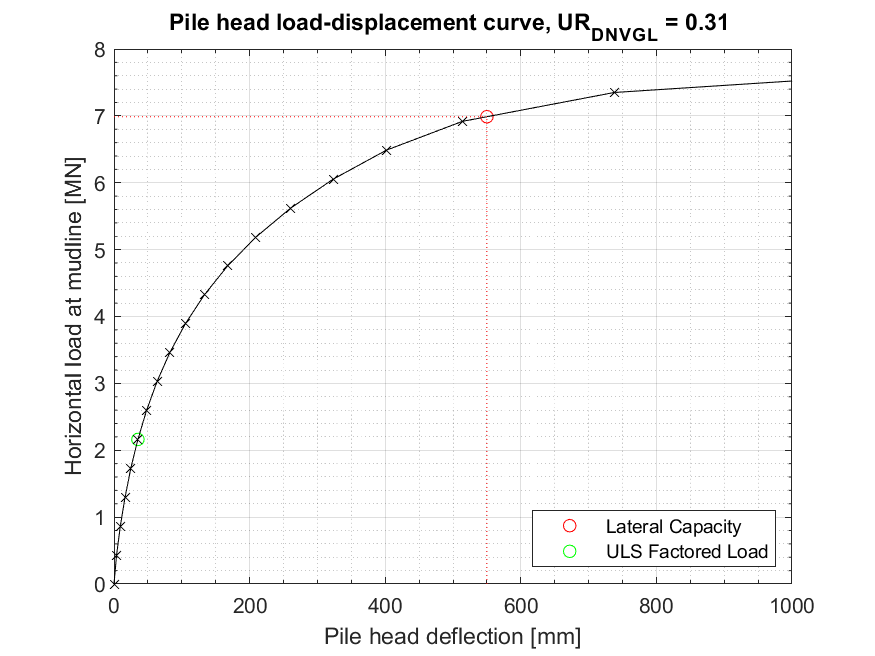 Pile head load-displacement curve, UR_DNVGL = 0.31
8
7
6
5
4
3
2
1
0
Horizontal load at mudline [MN]
Lateral Capacity
ULS Factored Load
0 200 400 600 800 1000
Pile head deflection [mm]